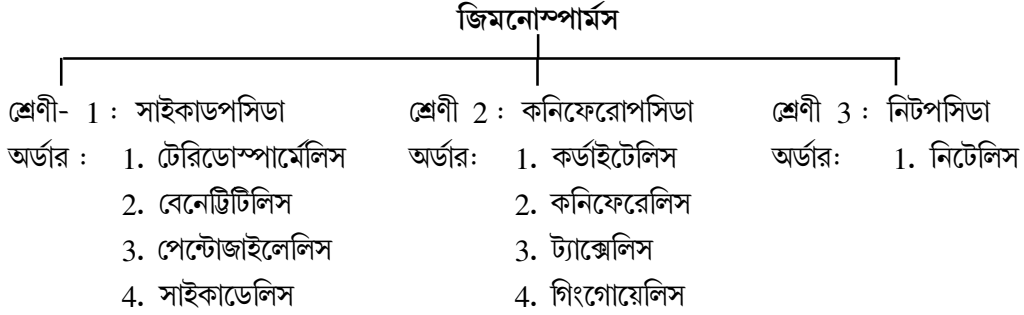 জিমনোস্পার্মস
শ্রেণী- 1 : সাইকাডপসিডা শ্রেণী 2 : কনিফেরোপসিডা শ্রেণী 3 : নিটপসিডা
অর্ডার : 1. টেরিডোস্পার্মেলিস অর্ডার: 1. কর্ডাইটেলিস অর্ডার: 1. নিটেলিস
2. বেনেট্টিটিলিস 2. কনিফেরেলিস
3. পেন্টোজাইলেলিস 3. ট্যাক্সেলিস
4. সাইকাডেলিস 4. গিংগোয়েলিস